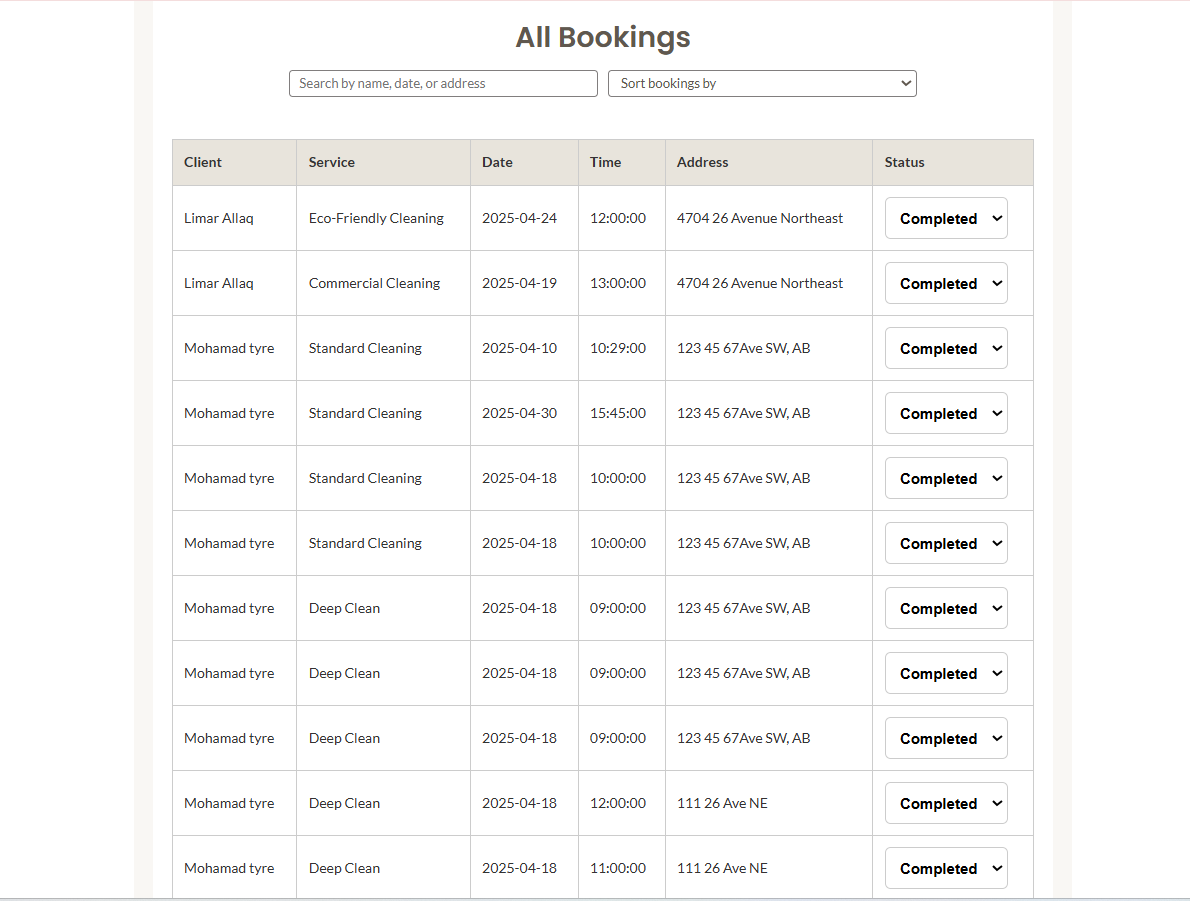 All Bookings
Search by name, date, or address Sort bookings by
Client Service Date Time Address Status
Limar Allaq Eco-Friendly Cleaning 2025-04-24 12:00:00 4704 26 Avenue Northeast Completed
Limar Allaq Commercial Cleaning 2025-04-19 13:00:00 4704 26 Avenue Northeast Completed
Mohamad tyre Standard Cleaning 2025-04-10 10:29:00 123 45 67Ave SW, AB Completed
Mohamad tyre Standard Cleaning 2025-04-30 15:45:00 123 45 67Ave SW, AB Completed
Mohamad tyre Standard Cleaning 2025-04-18 10:00:00 123 45 67Ave SW, AB Completed
Mohamad tyre Standard Cleaning 2025-04-18 10:00:00 123 45 67Ave SW, AB Completed
Mohamad tyre Deep Clean 2025-04-18 09:00:00 123 45 67Ave SW, AB Completed
Mohamad tyre Deep Clean 2025-04-18 09:00:00 123 45 67Ave SW, AB Completed
Mohamad tyre Deep Clean 2025-04-18 09:00:00 123 45 67Ave SW, AB Completed
Mohamad tyre Deep Clean 2025-04-18 12:00:00 111 26 Ave NE Completed
Mohamad tyre Deep Clean 2025-04-18 11:00:00 111 26 Ave NE Completed